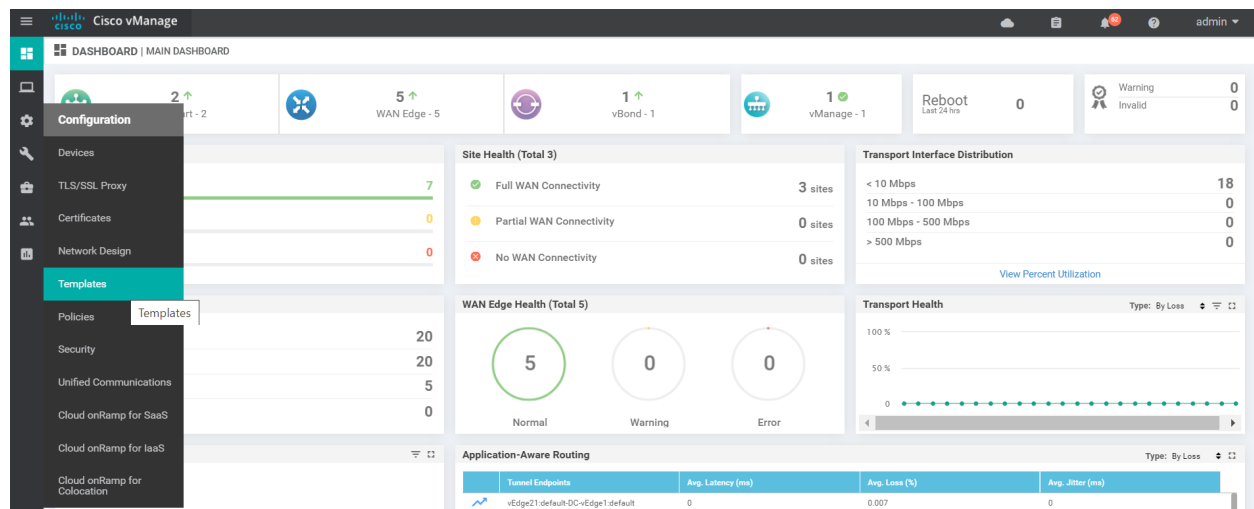 cisco Cisco vManage
62
admin
DASHBOARD | MAIN DASHBOARD
2
rt - 2
5
WAN Edge - 5
1
vBond - 1
1
vManage - 1
Reboot
Last 24 hrs
0
Warning 0
Invalid 0
Configuration
Devices
TLS/SSL Proxy
Certificates
Network Design
Templates
Templates
Policies
Security
Unified Communications
Cloud onRamp for SaaS
Cloud onRamp for IaaS
Cloud onRamp for
Colocation
7
0
0
Site Health (Total 3)
Full WAN Connectivity 3 sites
Partial WAN Connectivity 0 sites
No WAN Connectivity 0 sites
Transport Interface Distribution
< 10 Mbps 18
10 Mbps - 100 Mbps 0
100 Mbps - 500 Mbps 0
> 500 Mbps 0
View Percent Utilization
20
20
5
0
WAN Edge Health (Total 5)
5 0 0
Normal Warning Error
Transport Health Type: By Loss
100 %
50 %
0
Application-Aware Routing Type: By Loss
Tunnel Endpoints Avg. Latency (ms) Avg. Loss (%) Avg. Jitter (ms)
vEdge21:default-DC-vEdge1:default 0 0.007 0